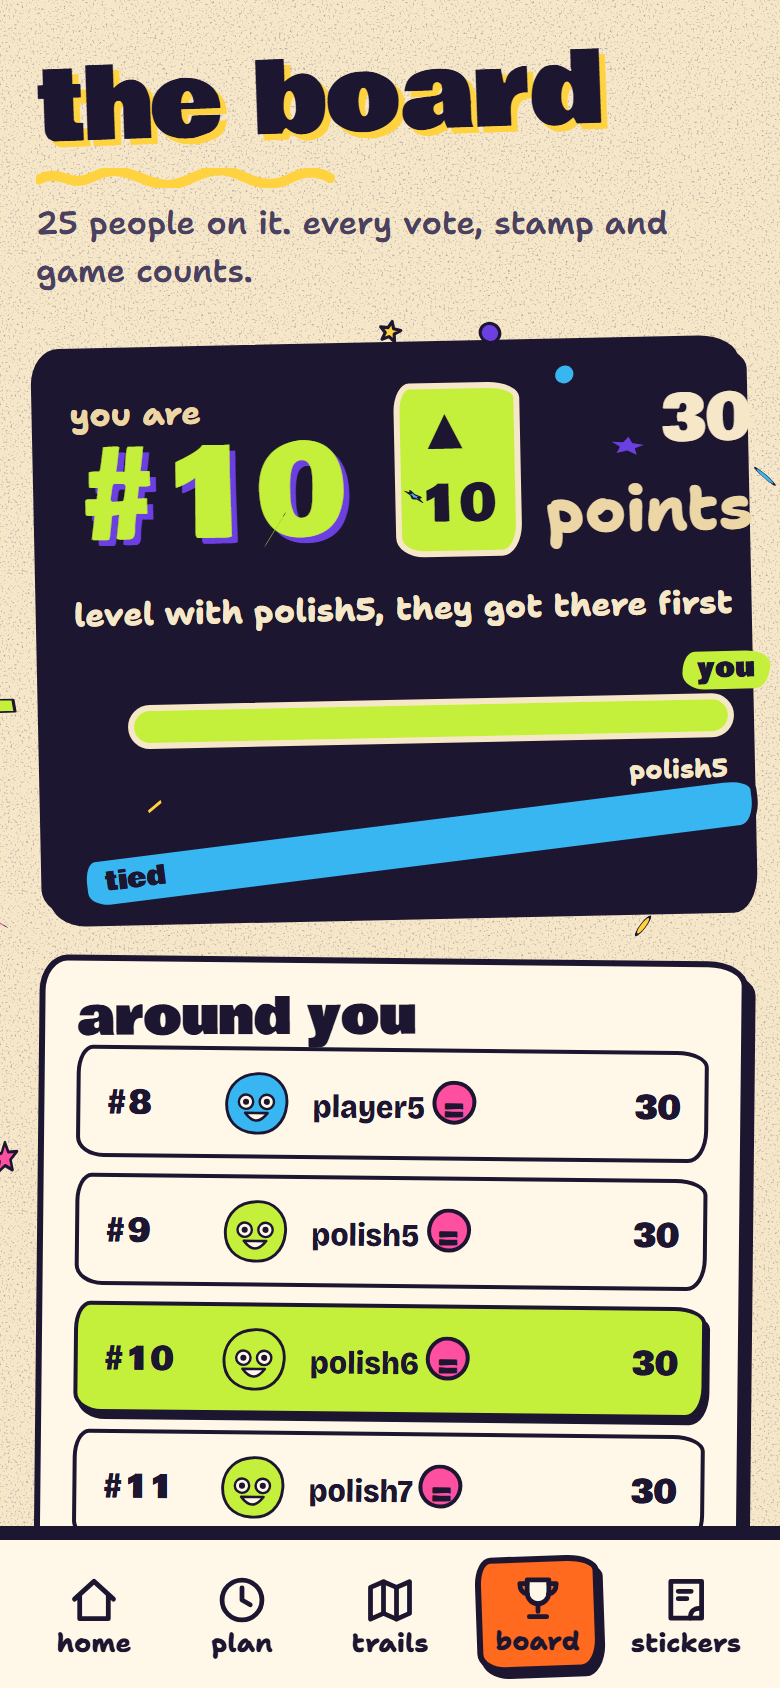 the board
25 people on it. every vote, stamp and
game counts.
you are
#10
▲
10
30
points
level with polish5, they got there first
you
polish5
tied
around you
#8 player5 30
#9 polish5 30
#10 polish6 30
#11 polish7 30
home plan trails board stickers